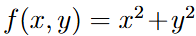 f(x, y) = x² + y²